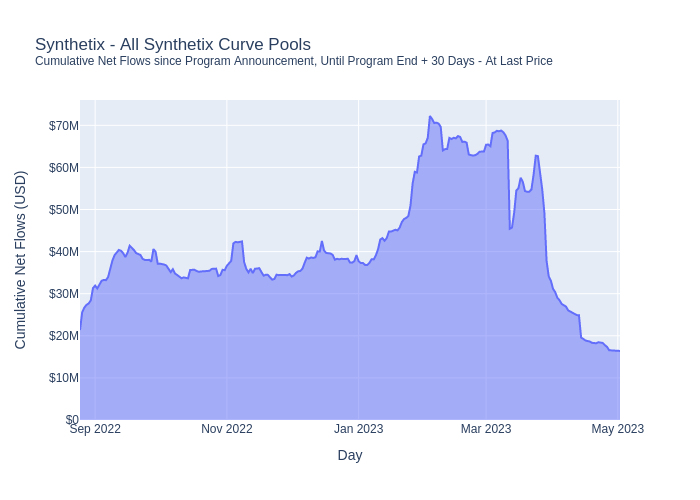 Synthetix - All Synthetix Curve Pools
Cumulative Net Flows since Program Announcement, Until Program End + 30 Days - At Last Price
Cumulative Net Flows (USD)
$70M
$60M
$50M
$40M
$30M
$20M
$10M
$0
Sep 2022
Nov 2022
Jan 2023
Mar 2023
May 2023
Day